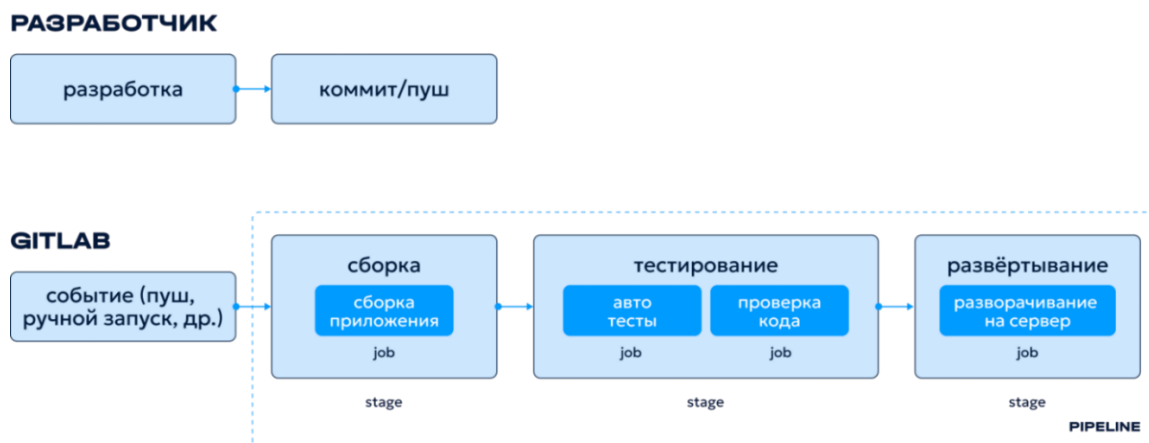 РАЗРАБОТЧИК
разработка
коммит/пуш
GITLAB
событие (пуш,
ручной запуск, др.)
сборка
сборка
приложения
job
stage
тестирование
авто
тесты
job
проверка
кода
job
stage
развёртывание
разворачивание
на сервер
job
stage
PIPELINE